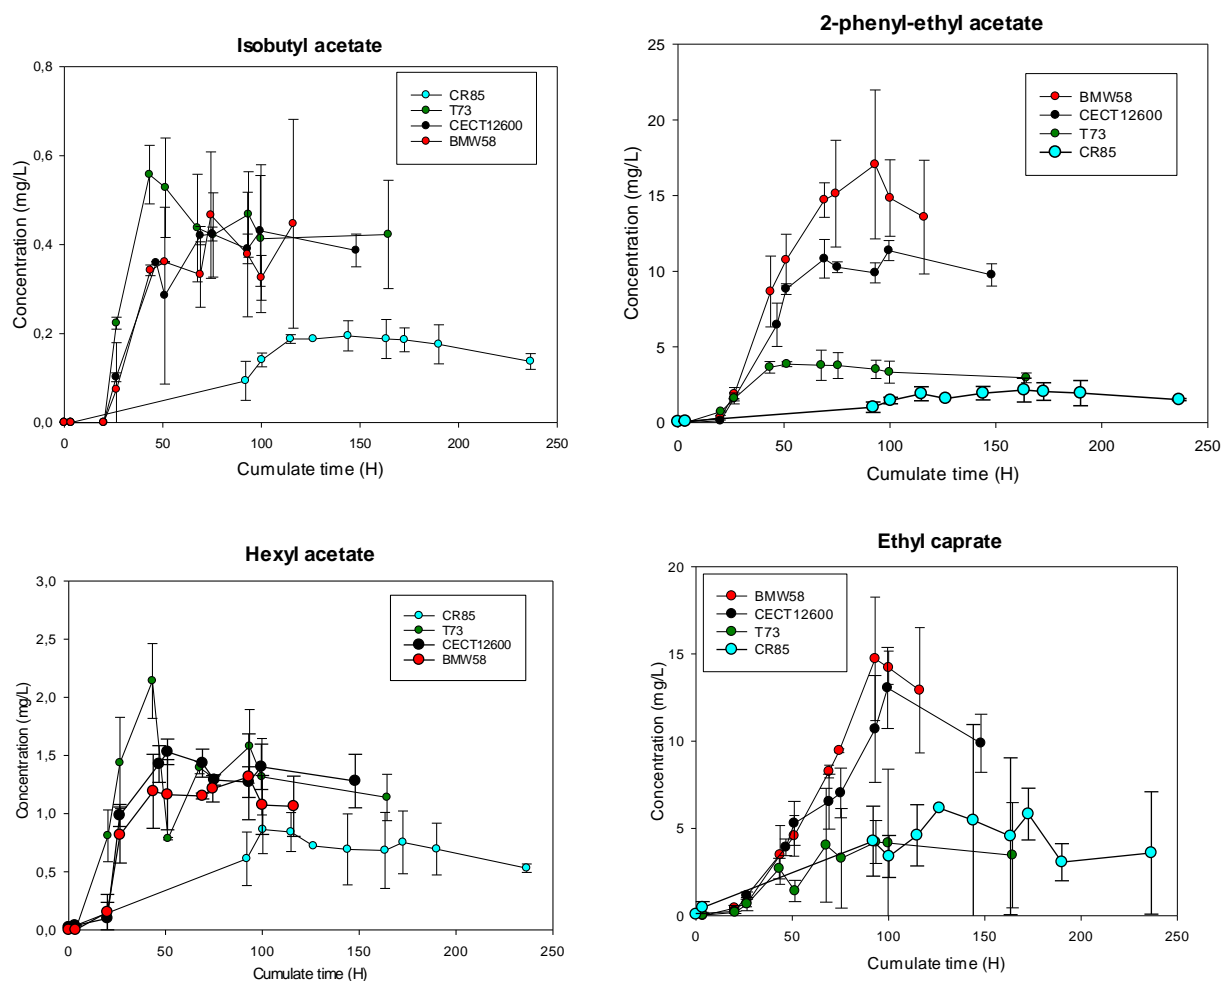 Isobutyl acetate
0,8
0,6
0,4
0,2
0,0
Concentration (mg/L)
CR85
T73
CECT12600
BMW58
0 50 100 150 200 250
Cumulate time (H)
2-phenyl-ethyl acetate
25
20
15
10
5
0
Concentration (mg/L)
BMW58
CECT12600
T73
CR85
0 50 100 150 200 250
Cumulate time (H)
Hexyl acetate
3,0
2,5
2,0
1,5
1,0
0,5
0,0
Concentration (mg/L)
CR85
T73
CECT12600
BMW58
0 50 100 150 200 250
Cumulate time (H)
Ethyl caprate
20
15
10
5
0
Concentration (mg/L)
BMW58
CECT12600
T73
CR85
0 50 100 150 200 250
Cumulate time (H)